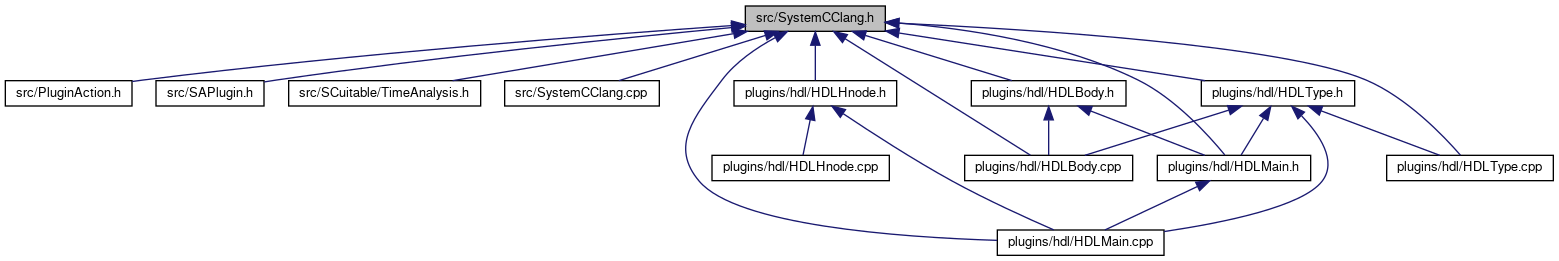 src/SystemCClang.h
src/PluginAction.h
src/SAPlugin.h
src/SCuitable/TimeAnalysis.h
src/SystemCClang.cpp
plugins/hdl/HDLHnode.h
plugins/hdl/HDLBody.h
plugins/hdl/HDLType.h
plugins/hdl/HDLHnode.cpp
plugins/hdl/HDLBody.cpp
plugins/hdl/HDLMain.h
plugins/hdl/HDLType.cpp
plugins/hdl/HDLMain.cpp